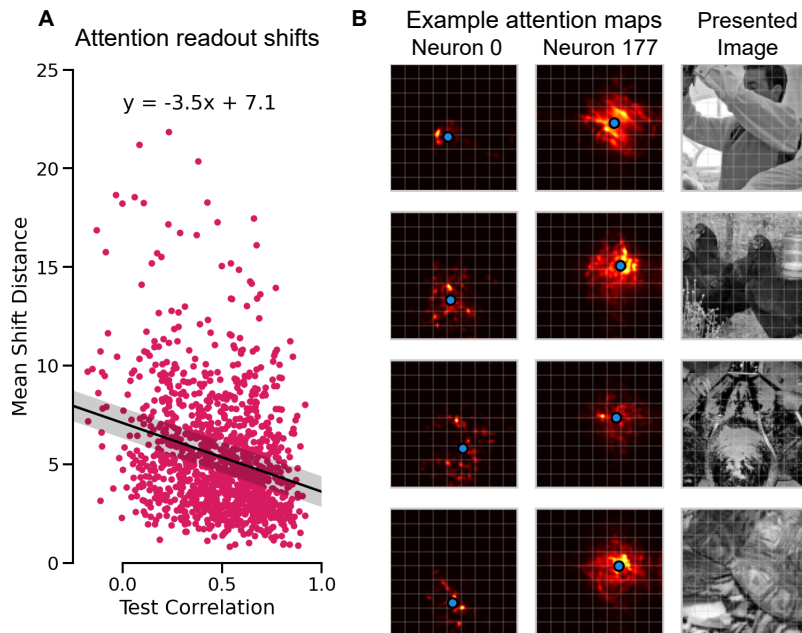 A
Attention readout shifts
y = -3.5x + 7.1
25
20
15
10
5
0
Mean Shift Distance
0.0
0.5
1.0
Test Correlation
B
Example attention maps
Neuron 0
Neuron 177
Presented
Image